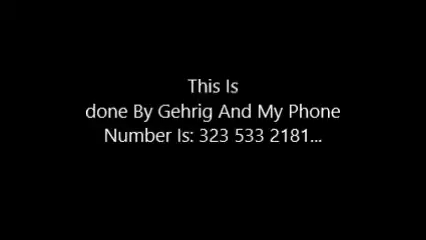 This Is
done By Gehrig And My Phone
Number Is: 323 533 2181...